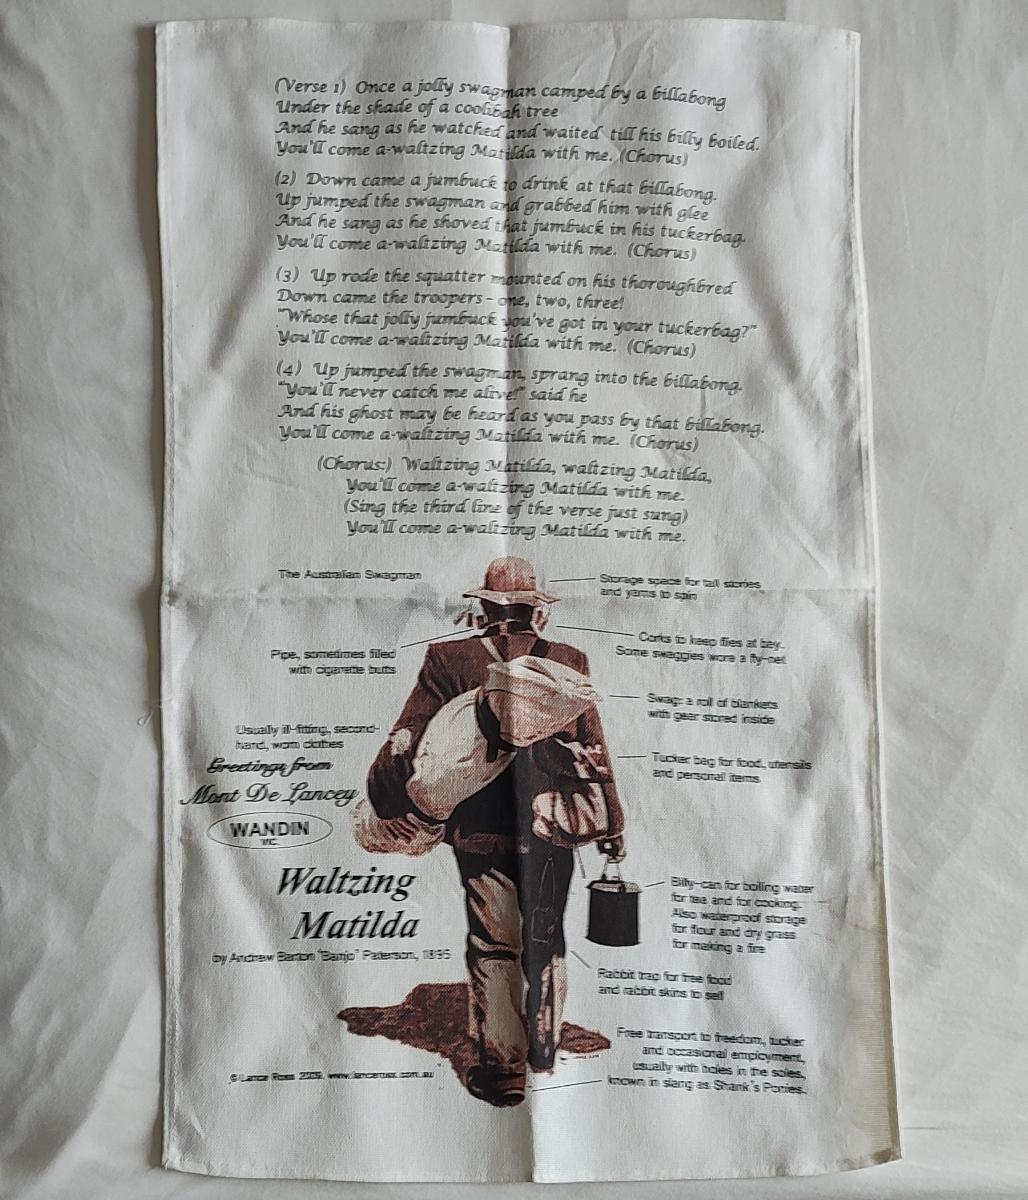 (Verse 1) Once a jolly swagman camped by a billabong
Under the shade of a coolibah tree
And he sang as he watched and waited till his billy boiled.
You'll come a-waltzing Matilda with me. (Chorus)
(2) Down came a jumbuck to drink at that billabong.
Up jumped the swagman and grabbed him with glee
And he sang as he shoved that jumbuck in his tuckerbag.
You'll come a-waltzing Matilda with me. (Chorus)
(3) Up rode the squatter mounted on his thoroughbred
Down came the troopers - one, two, three!
"Whose that jolly jumbuck you've got in your tuckerbag?"
You'll come a-waltzing Matilda with me. (Chorus)
(4) Up jumped the swagman, sprang into the billabong.
"You'll never catch me alive!" said he
And his ghost may be heard as you pass by that billabong.
You'll come a-waltzing Matilda with me. (Chorus)
(Chorus:) Waltzing Matilda, waltzing Matilda,
You'll come a-waltzing Matilda with me.
(Sing the third line of the verse just sung)
You'll come a-waltzing Matilda with me.
The Australian Swagman
Storage space for tall stories
and yarns to spin
Corks to keep flies at bay.
Some swaggies wore a fly-net
Pipe, sometimes filled
with cigarette butts
Swag: a roll of blankets
with gear stored inside
Usually ill-fitting, second-
hand, worn clothes
Tucker bag for food, utensils
and personal items
Greetings from
Mont De Lancey
WANDIN
VIC.
Waltzing
Matilda
by Andrew Barton "Banjo" Paterson, 1895
Billy-can for boiling water
for tea and for cooking.
Also waterproof storage
for flour and dry grass
for making a fire
Rabbit trap for free food
and rabbit skins to sell
Free transport to freedom, tucker
and occasional employment,
usually with holes in the soles,
known in slang as Shank's Ponies.
© Lance Ross www.lanceross.com.au